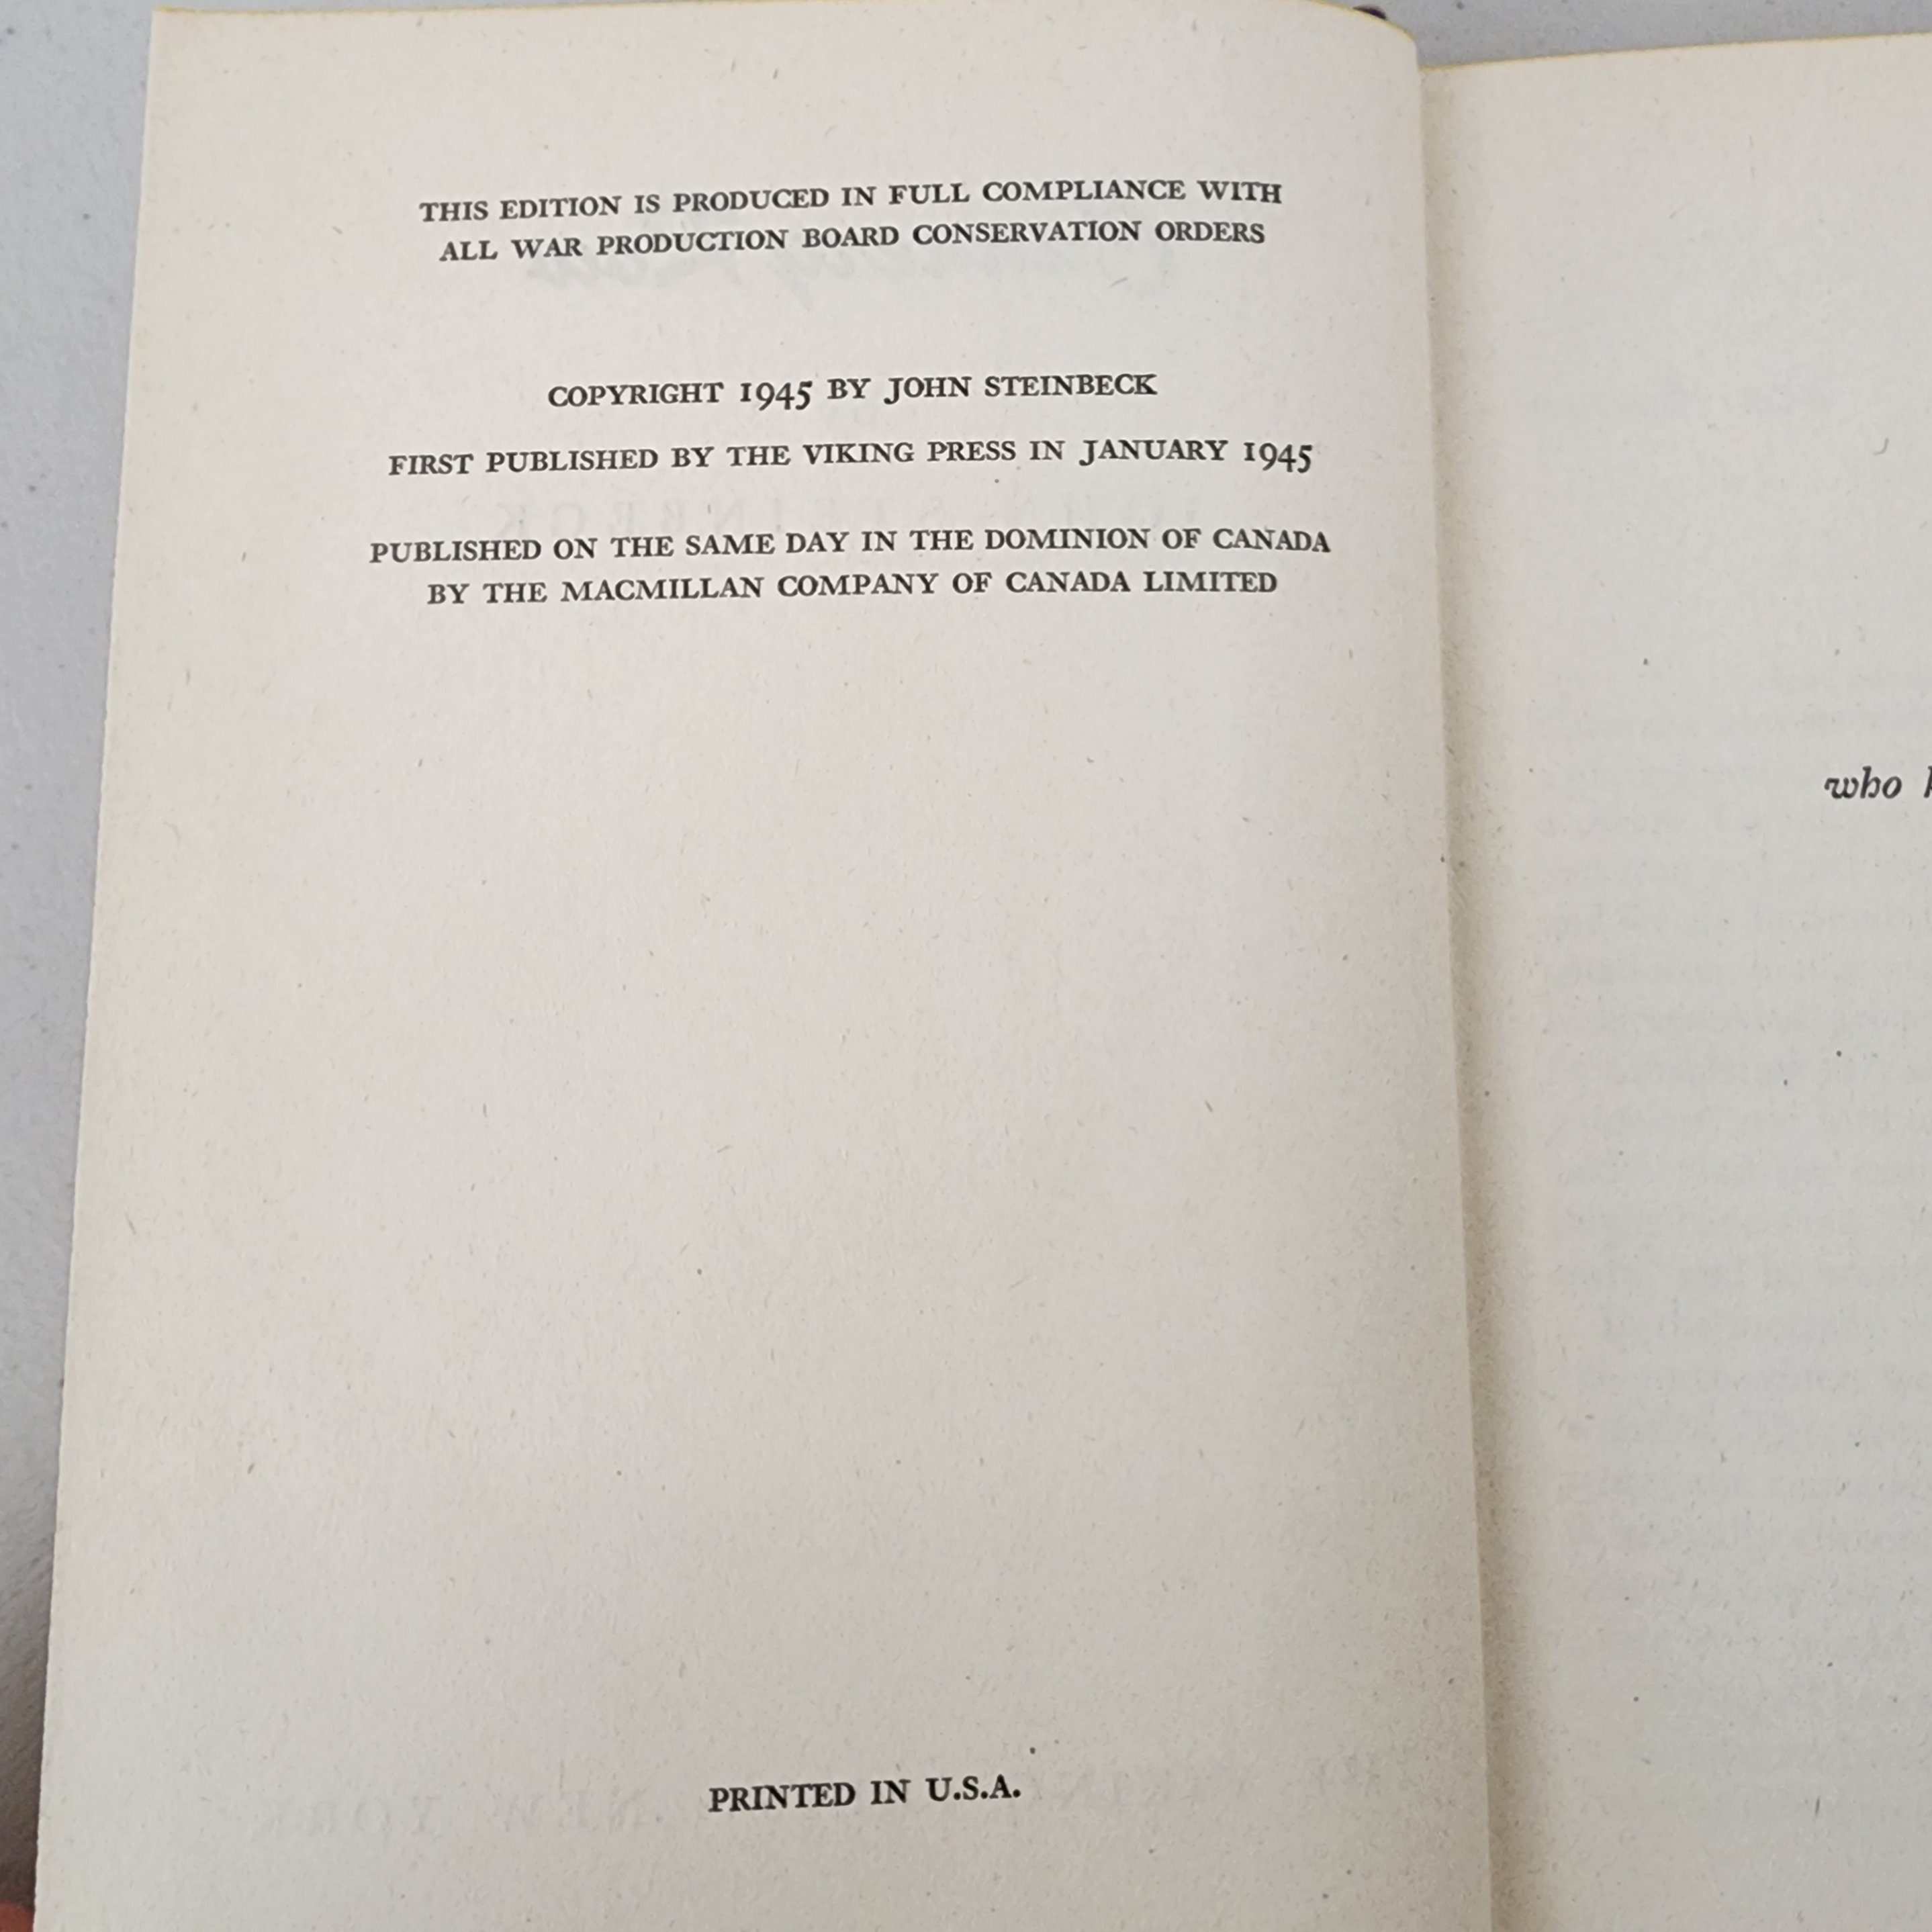 THIS EDITION IS PRODUCED IN FULL COMPLIANCE WITH
ALL WAR PRODUCTION BOARD CONSERVATION ORDERS
COPYRIGHT 1945 BY JOHN STEINBECK
FIRST PUBLISHED BY THE VIKING PRESS IN JANUARY 1945
PUBLISHED ON THE SAME DAY IN THE DOMINION OF CANADA
BY THE MACMILLAN COMPANY OF CANADA LIMITED
PRINTED IN U.S.A.
who